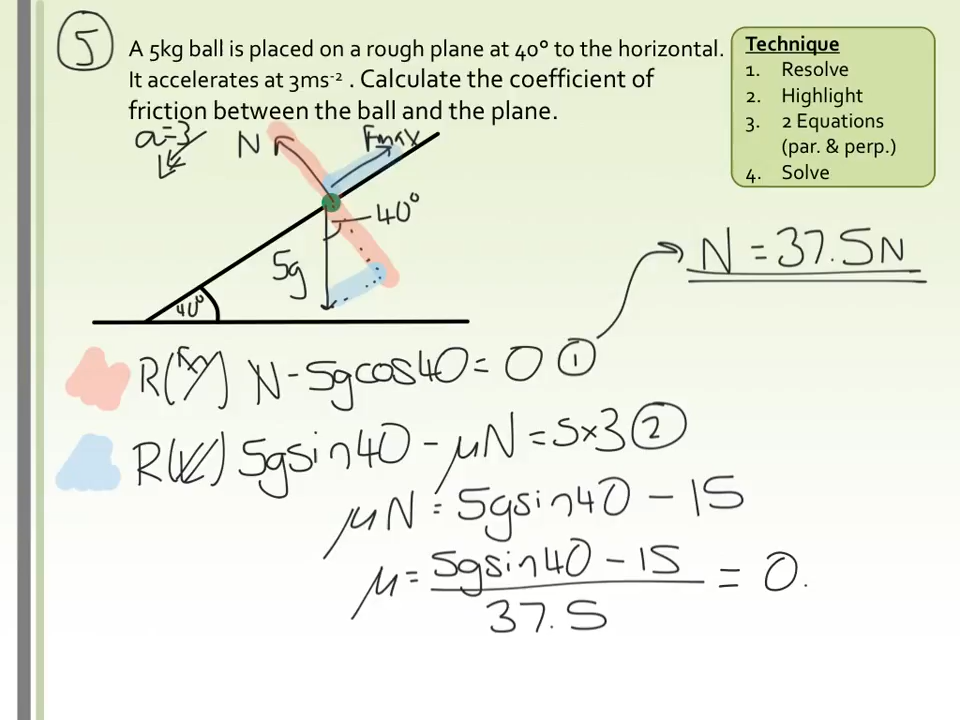 5
A 5kg ball is placed on a rough plane at 40° to the horizontal.
It accelerates at 3ms⁻². Calculate the coefficient of
friction between the ball and the plane.
Technique
1. Resolve
2. Highlight
3. 2 Equations
(par. & perp.)
4. Solve
a=3
N
Fmax
40°
5g
40°
N = 37.5N
R(↖) N - 5gcos40 = 0 ①
R(↙) 5gsin40 - μN = 5×3 ②
μN = 5gsin40 - 15
μ = 5gsin40 - 15 = 0.
37.5